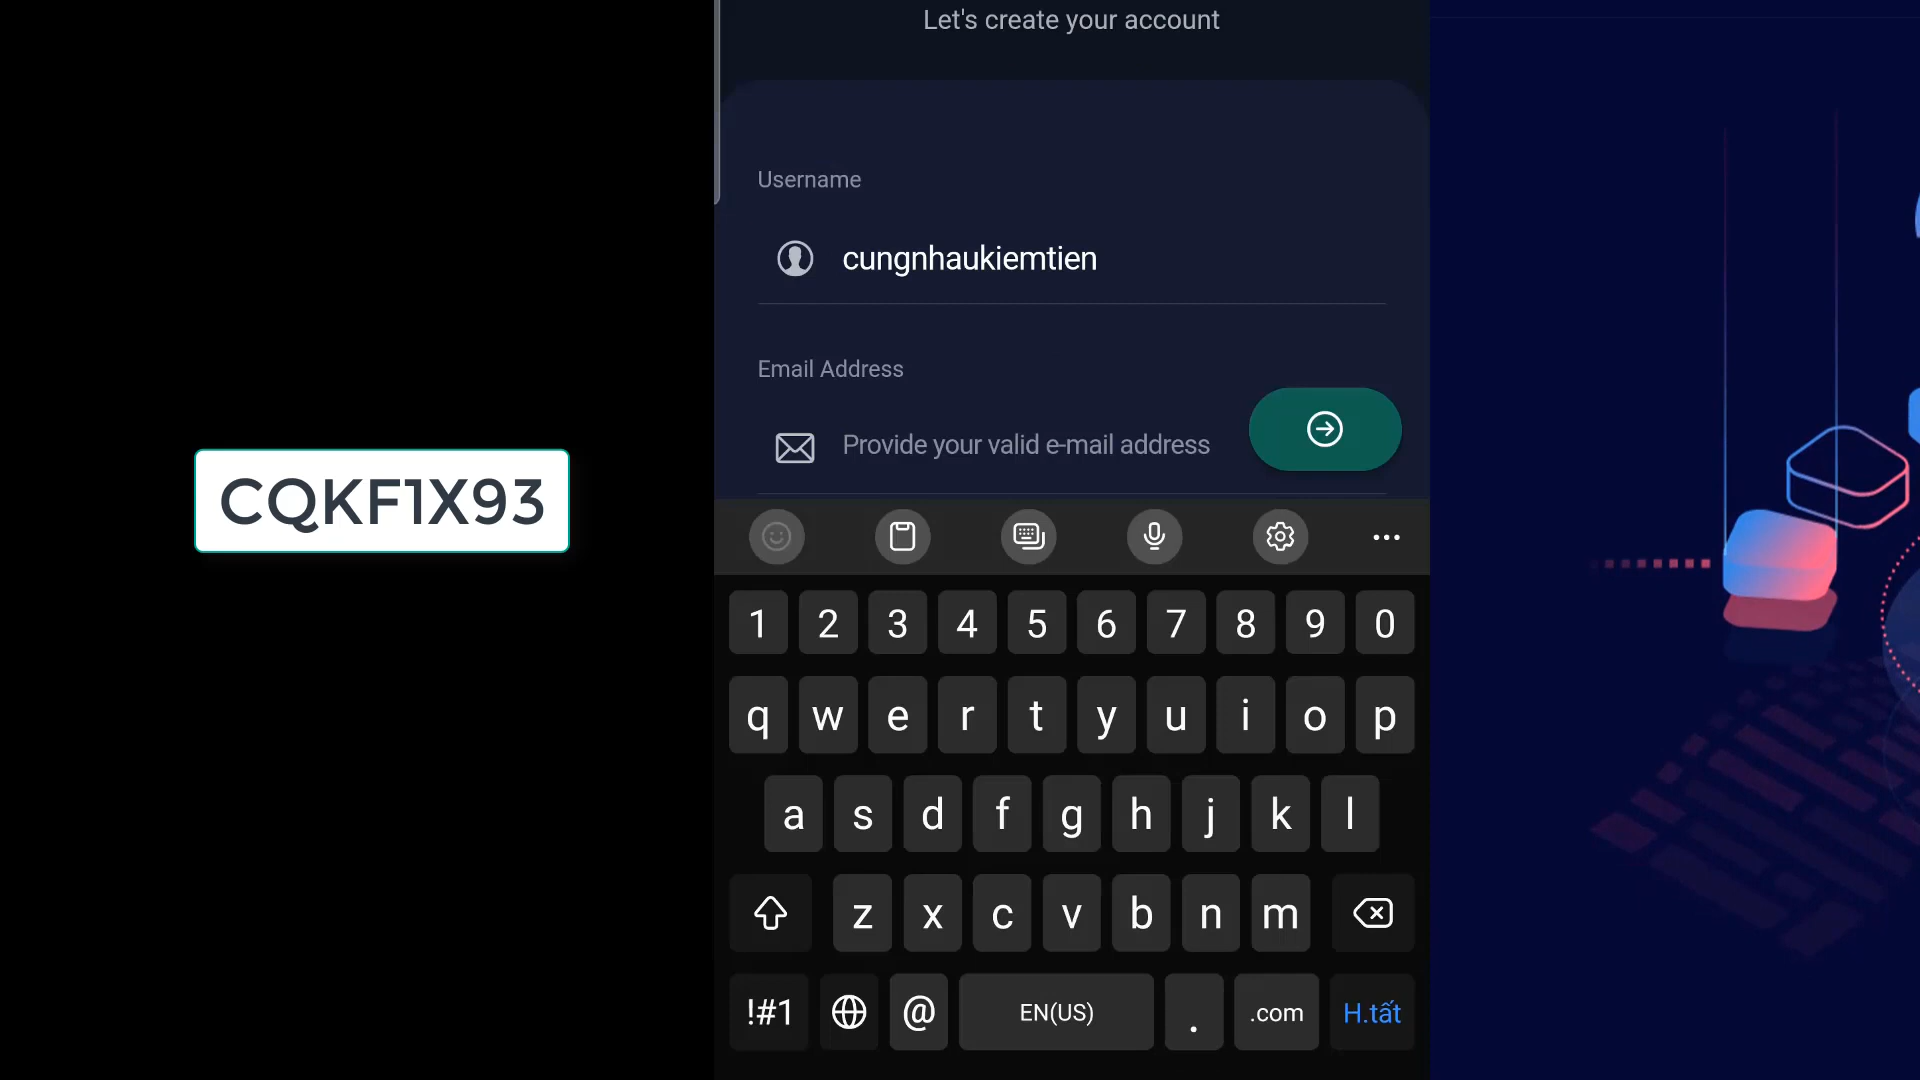 CQKF1X93
Let's create your account
Username
cungnhaukiemtien
Email Address
Provide your valid e-mail address
1 2 3 4 5 6 7 8 9 0
q w e r t y u i o p
a s d f g h j k l
z x c v b n m
!#1 @ EN(US) . .com H.tất